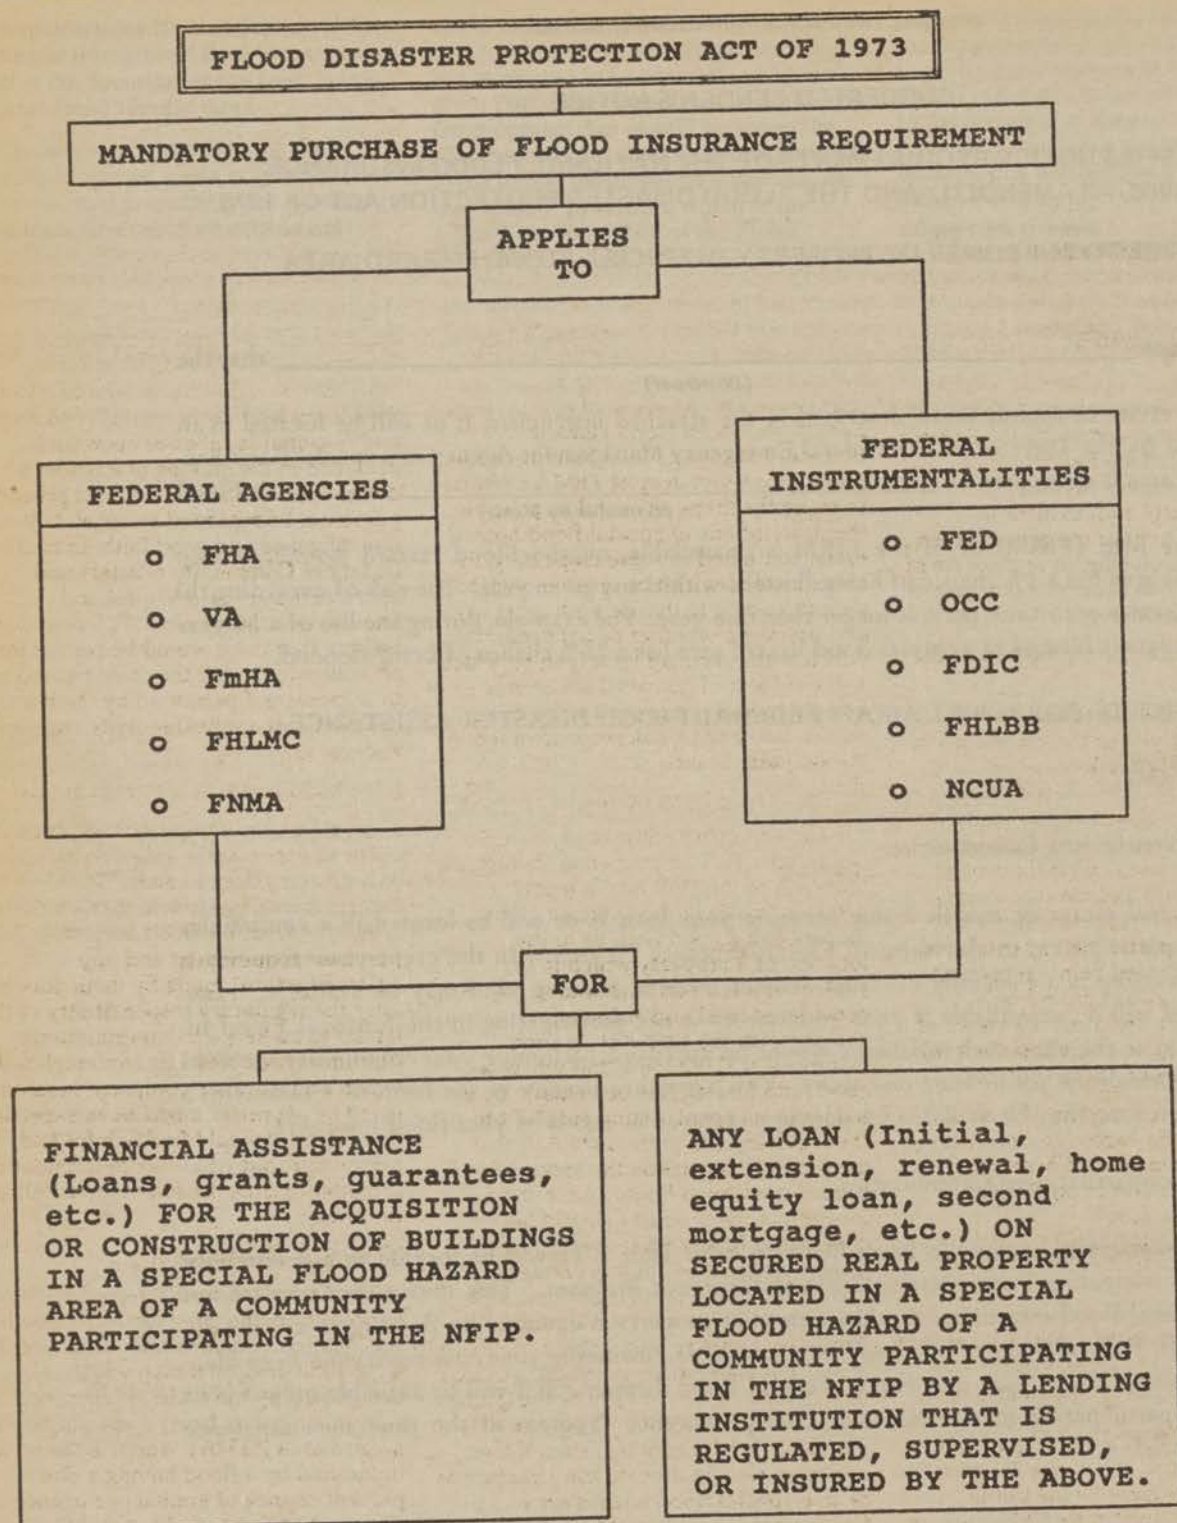 FLOOD DISASTER PROTECTION ACT OF 1973
MANDATORY PURCHASE OF FLOOD INSURANCE REQUIREMENT
APPLIES
TO
FEDERAL AGENCIES
o FHA
o VA
o FmHA
o FHLMC
o FNMA
FEDERAL
INSTRUMENTALITIES
o FED
o OCC
o FDIC
o FHLBB
o NCUA
FOR
FINANCIAL ASSISTANCE
(Loans, grants, guarantees,
etc.) FOR THE ACQUISITION
OR CONSTRUCTION OF BUILDINGS
IN A SPECIAL FLOOD HAZARD
AREA OF A COMMUNITY
PARTICIPATING IN THE NFIP.
ANY LOAN (Initial,
extension, renewal, home
equity loan, second
mortgage, etc.) ON
SECURED REAL PROPERTY
LOCATED IN A SPECIAL
FLOOD HAZARD OF A
COMMUNITY PARTICIPATING
IN THE NFIP BY A LENDING
INSTITUTION THAT IS
REGULATED, SUPERVISED,
OR INSURED BY THE ABOVE.